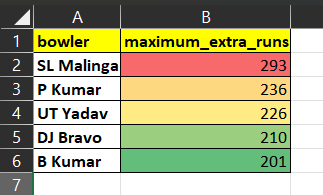 A B
1 bowler maximum_extra_runs
2 SL Malinga 293
3 P Kumar 236
4 UT Yadav 226
5 DJ Bravo 210
6 B Kumar 201
7